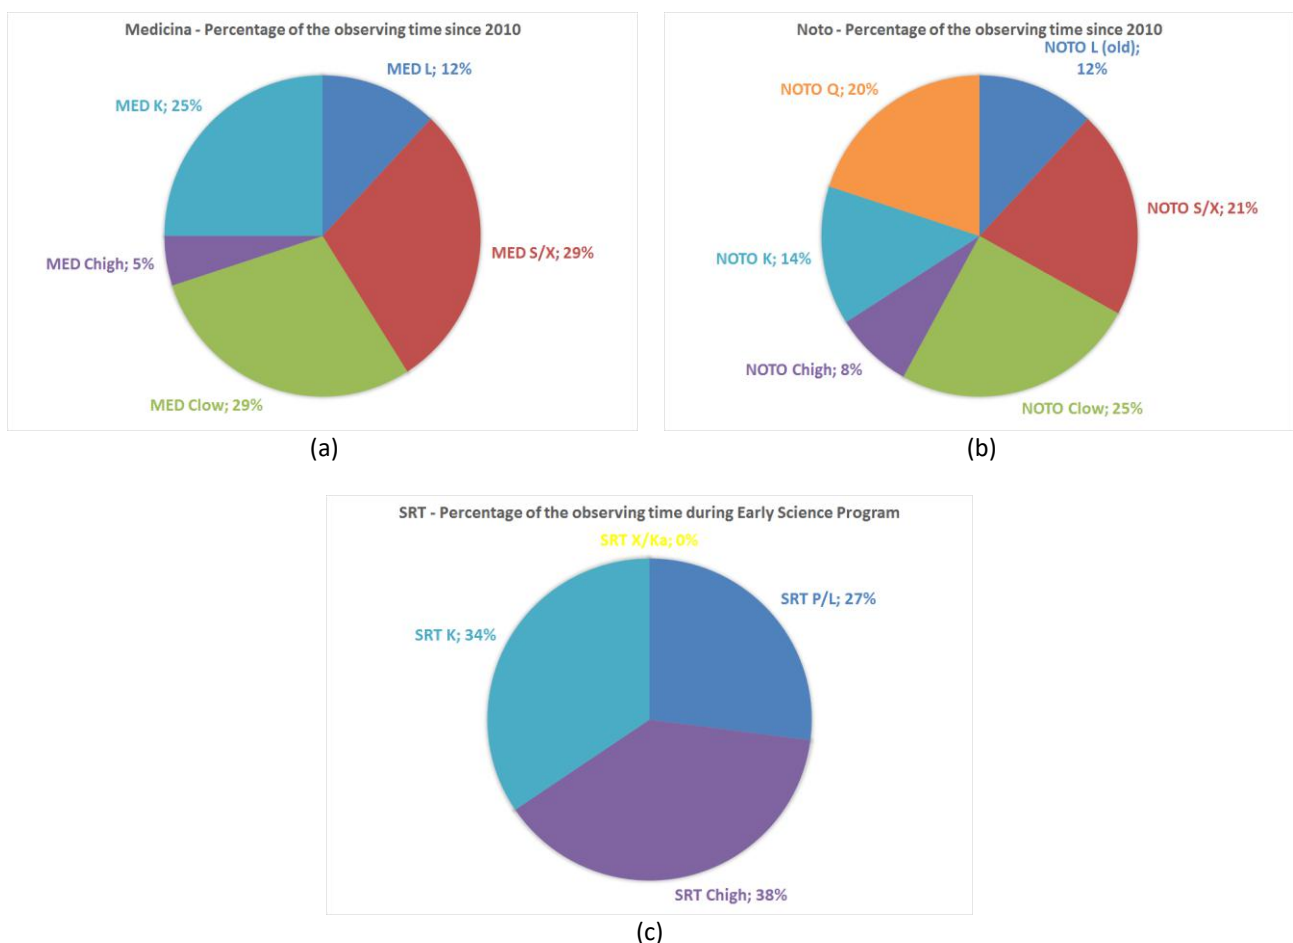 Medicina - Percentage of the observing time since 2010
MED L; 12%
MED K; 25%
MED S/X; 29%
MED Chigh; 5%
MED Clow; 29%
(a)
Noto - Percentage of the observing time since 2010
NOTO L (old);
12%
NOTO Q; 20%
NOTO S/X; 21%
NOTO K; 14%
NOTO Chigh; 8%
NOTO Clow; 25%
(b)
SRT - Percentage of the observing time during Early Science Program
SRT X/Ka; 0%
SRT P/L; 27%
SRT K; 34%
SRT Chigh; 38%
(c)